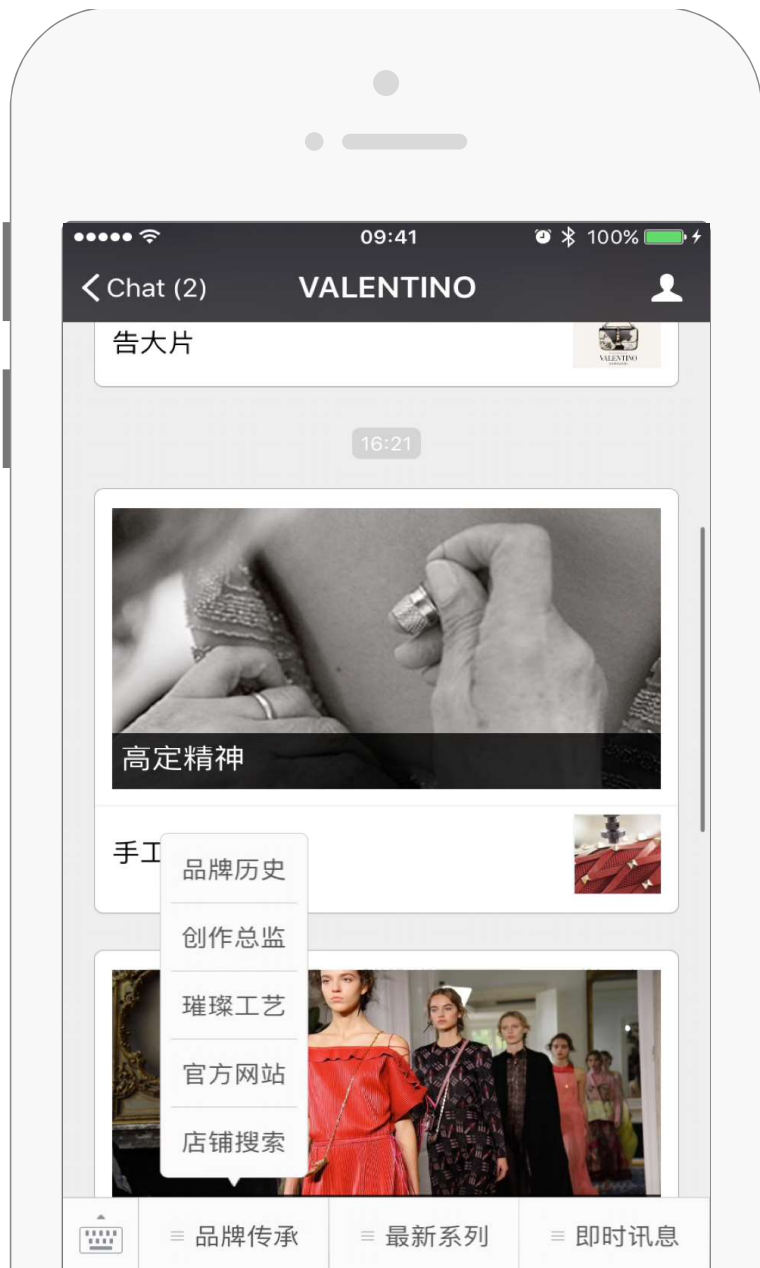 09:41
100%
Chat (2)
VALENTINO
告大片
VALENTINO
16:21
高定精神
手工
品牌历史
创作总监
璀璨工艺
官方网站
店铺搜索
品牌传承
最新系列
即时讯息